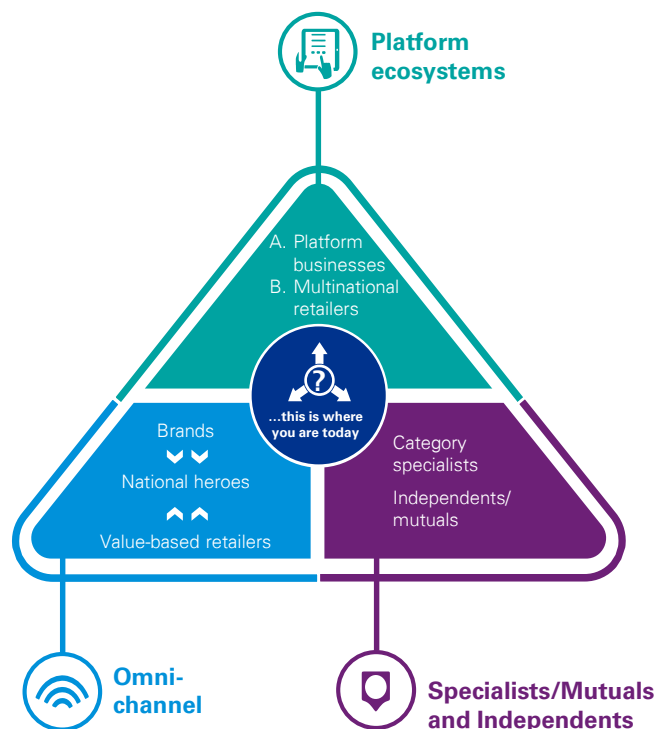 Platform
ecosystems
A. Platform
businesses
B. Multinational
retailers
?
...this is where
you are today
Brands
National heroes
Value-based retailers
Category
specialists
Independents/
mutuals
Omni-
channel
Specialists/Mutuals
and Independents